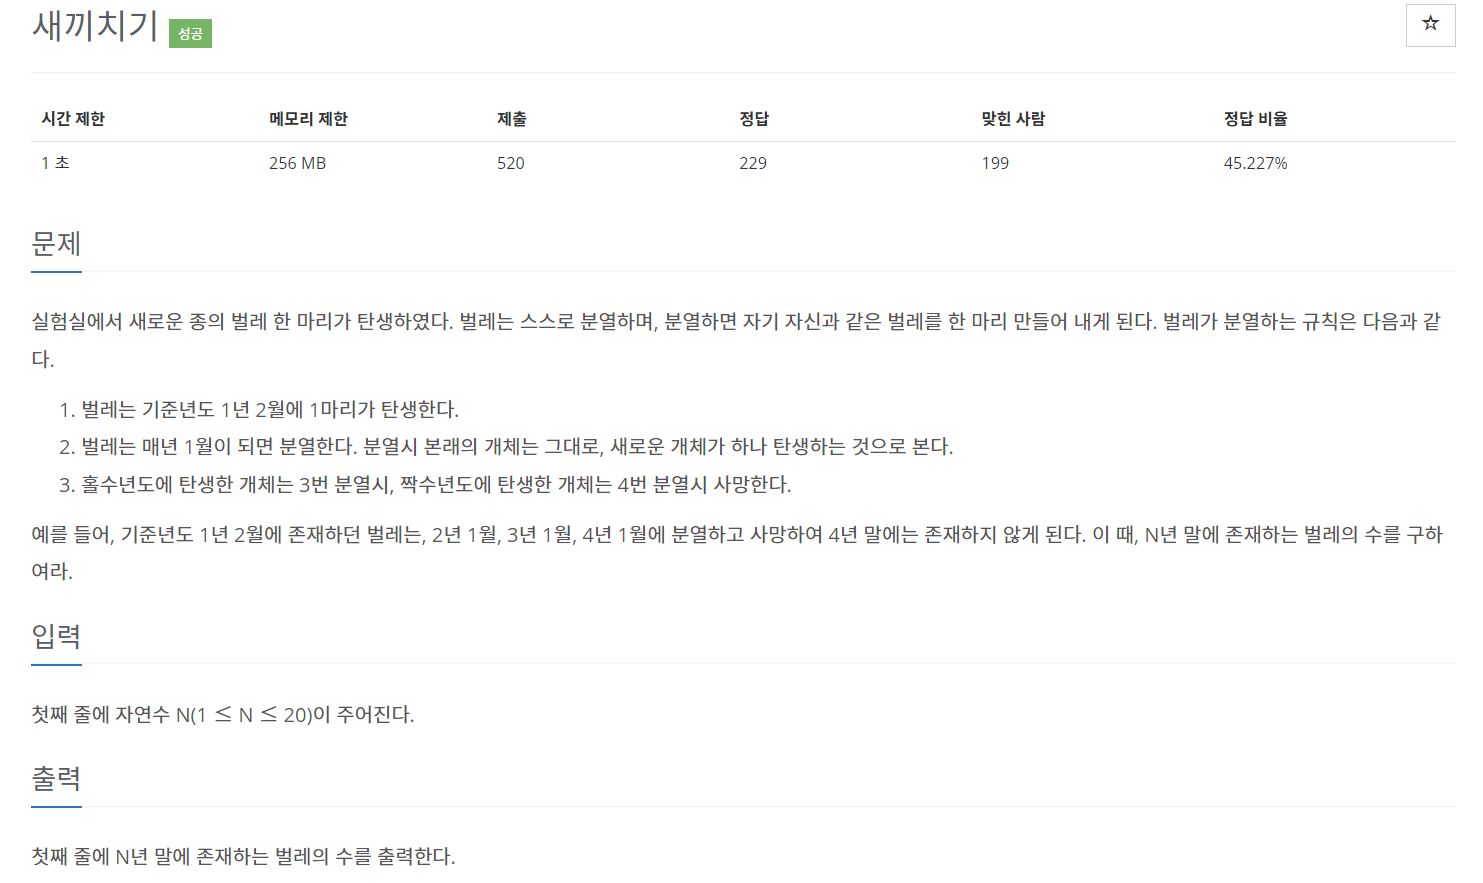 새끼치기 성공
☆
시간 제한 메모리 제한 제출 정답 맞힌 사람 정답 비율
1 초 256 MB 520 229 199 45.227%
문제
실험실에서 새로운 종의 벌레 한 마리가 탄생하였다. 벌레는 스스로 분열하며, 분열하면 자기 자신과 같은 벌레를 한 마리 만들어 내게 된다. 벌레가 분열하는 규칙은 다음과 같
다.
1. 벌레는 기준년도 1년 2월에 1마리가 탄생한다.
2. 벌레는 매년 1월이 되면 분열한다. 분열시 본래의 개체는 그대로, 새로운 개체가 하나 탄생하는 것으로 본다.
3. 홀수년도에 탄생한 개체는 3번 분열시, 짝수년도에 탄생한 개체는 4번 분열시 사망한다.
예를 들어, 기준년도 1년 2월에 존재하던 벌레는, 2년 1월, 3년 1월, 4년 1월에 분열하고 사망하여 4년 말에는 존재하지 않게 된다. 이 때, N년 말에 존재하는 벌레의 수를 구하
여라.
입력
첫째 줄에 자연수 N(1 ≤ N ≤ 20)이 주어진다.
출력
첫째 줄에 N년 말에 존재하는 벌레의 수를 출력한다.